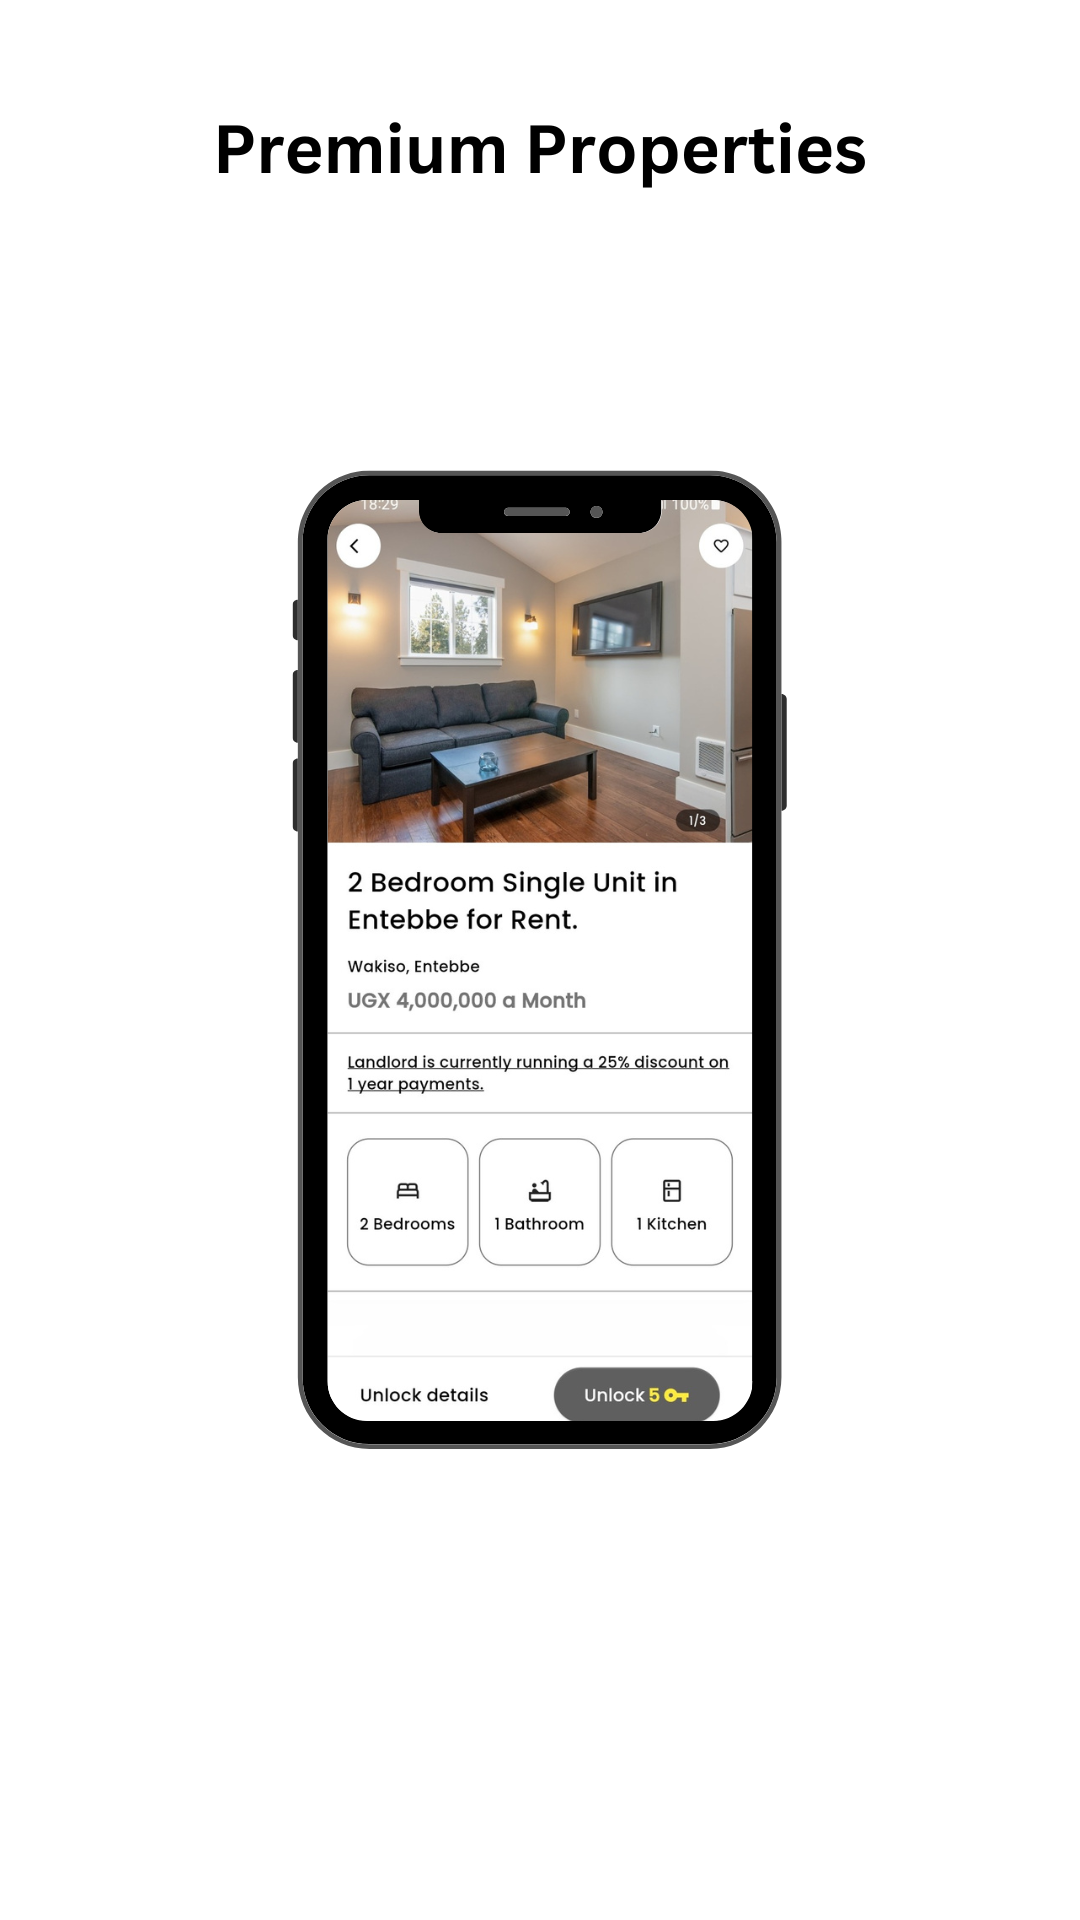 Premium Properties
18:29
100%
1/3
2 Bedroom Single Unit in
Entebbe for Rent.
Wakiso, Entebbe
UGX 4,000,000 a Month
Landlord is currently running a 25% discount on
1 year payments.
2 Bedrooms
1 Bathroom
1 Kitchen
Unlock details
Unlock 5